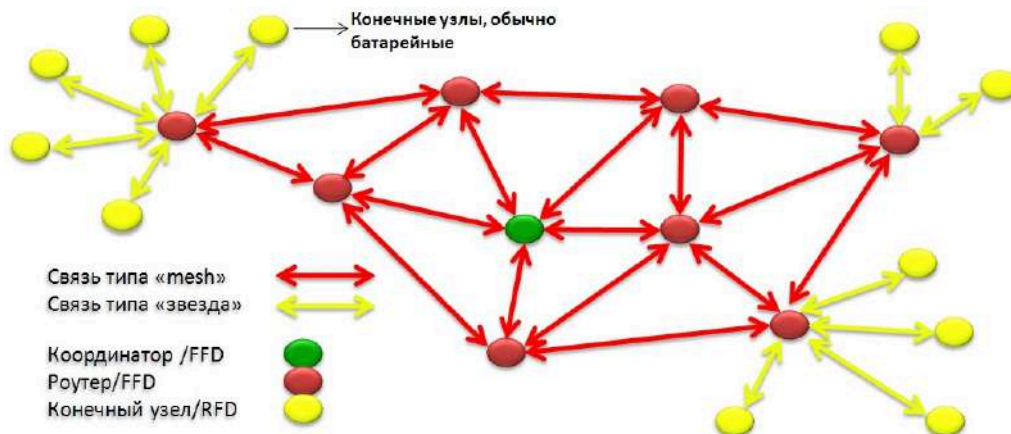 Конечные узлы, обычно
батарейные
Связь типа «mesh»
Связь типа «звезда»
Координатор /FFD
Роутер/FFD
Конечный узел/RFD